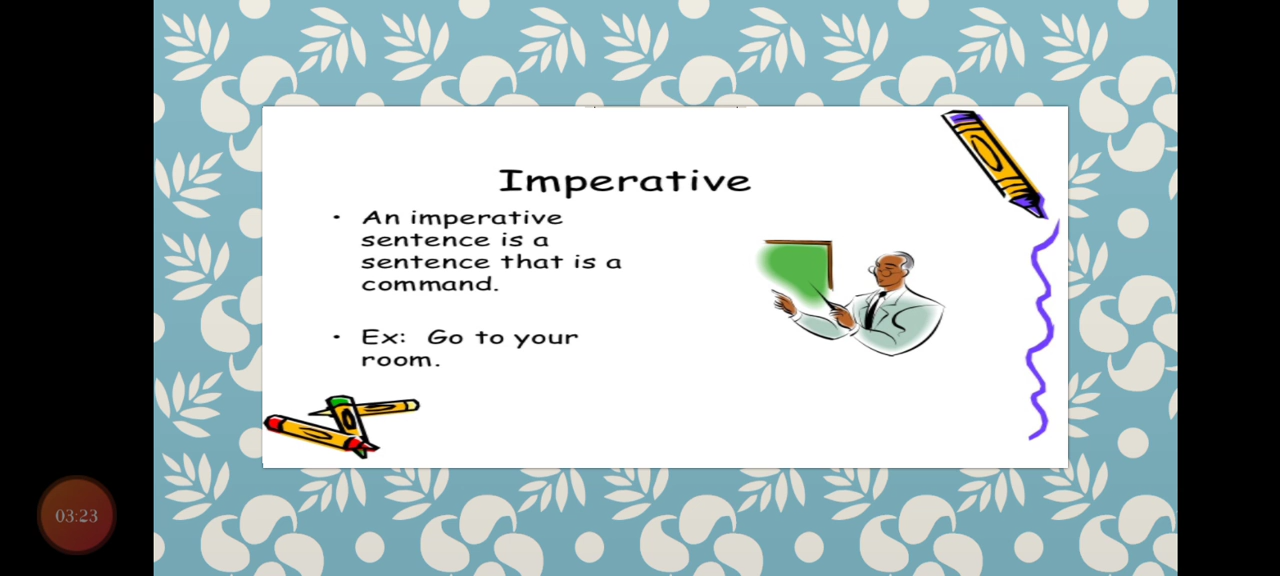 Imperative
• An imperative
sentence is a
sentence that is a
command.
• Ex: Go to your
room.
03:23